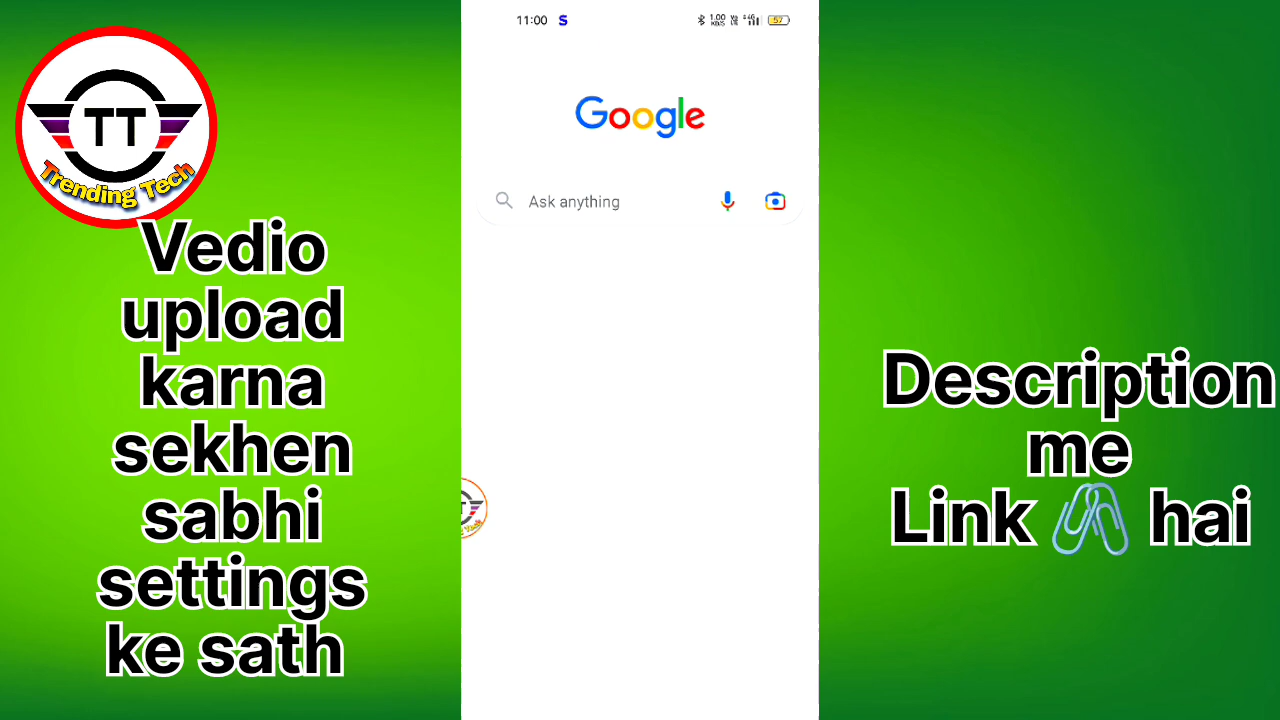 TT
Trending Tech
Vedio
upload
karna
sekhen
sabhi
settings
ke sath
11:00 S 57
Google
Ask anything
Description
me
Link 🖇️ hai